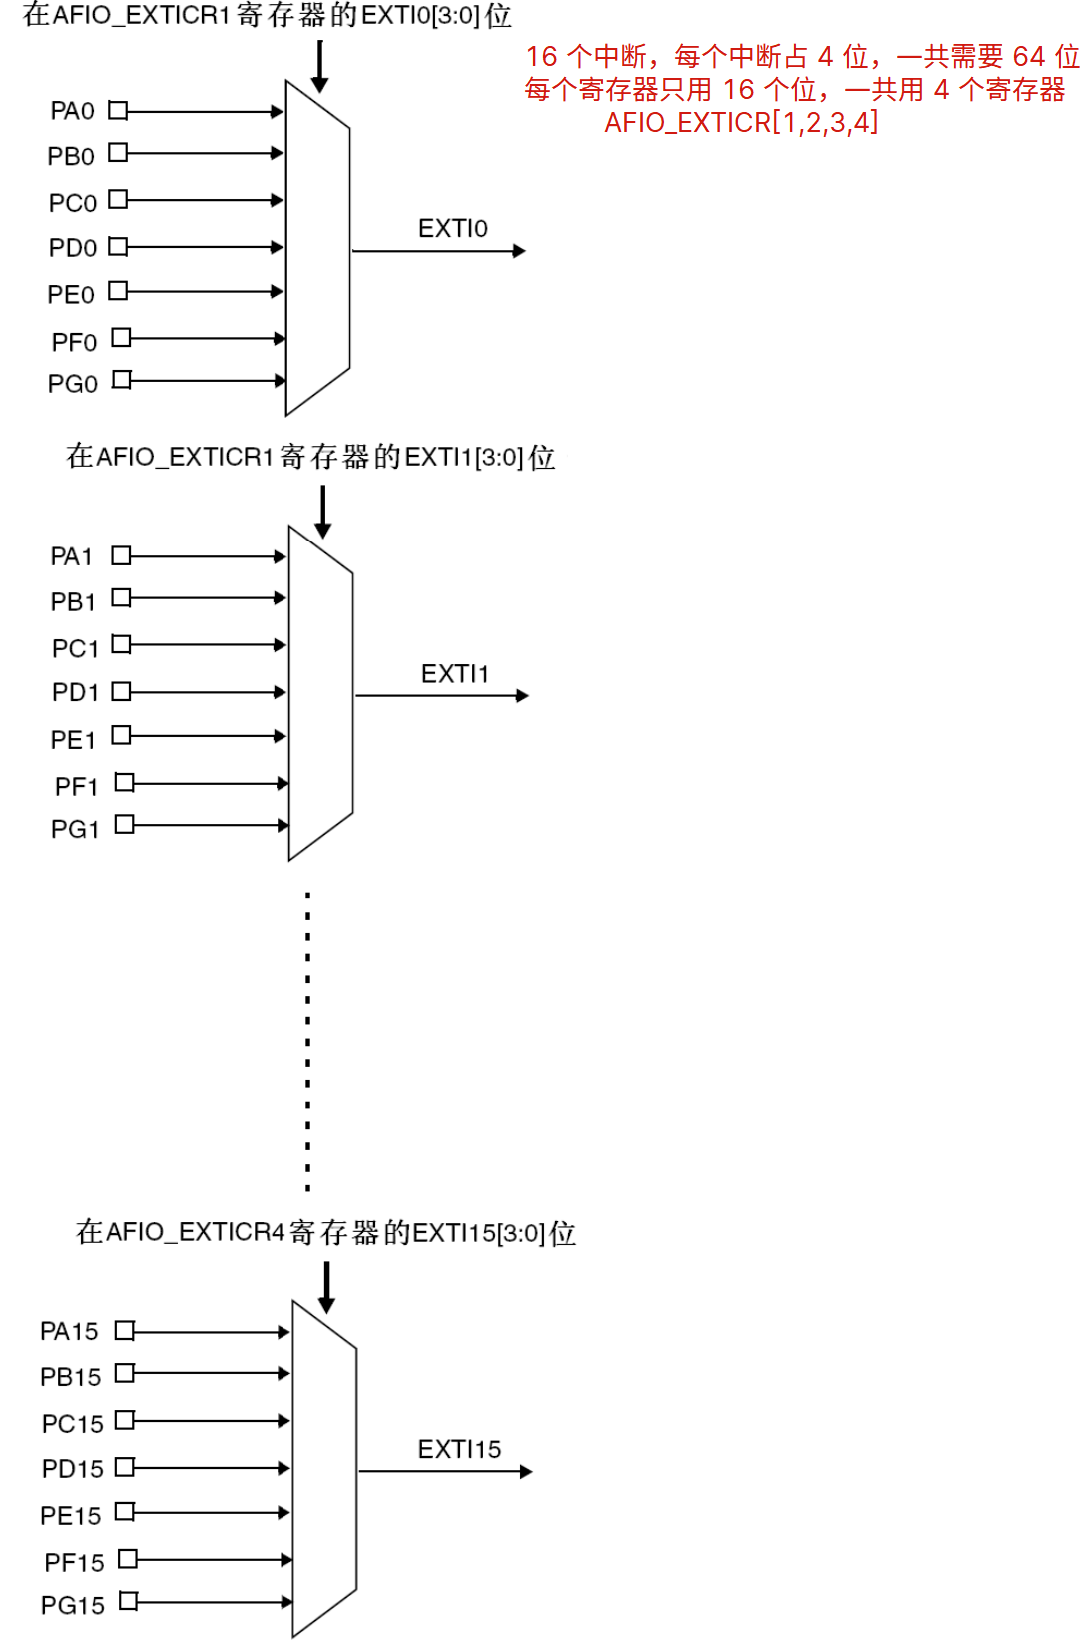 在AFIO_EXTICR1寄存器的EXTI0[3:0]位
16 个中断，每个中断占 4 位，一共需要 64 位
每个寄存器只用 16 个位，一共用 4 个寄存器
AFIO_EXTICR[1,2,3,4]
PA0
PB0
PC0
PD0
PE0
PF0
PG0
EXTI0
在AFIO_EXTICR1寄存器的EXTI1[3:0]位
PA1
PB1
PC1
PD1
PE1
PF1
PG1
EXTI1
在AFIO_EXTICR4寄存器的EXTI15[3:0]位
PA15
PB15
PC15
PD15
PE15
PF15
PG15
EXTI15